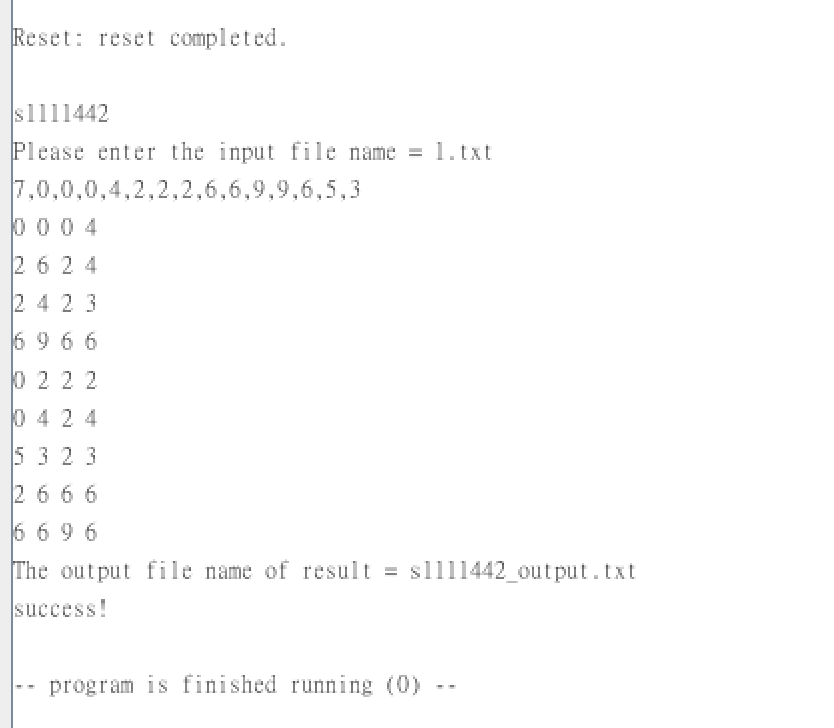 Reset: reset completed.
s1111442
Please enter the input file name = 1.txt
7,0,0,0,4,2,2,2,6,6,9,9,6,5,3
0 0 0 4
2 6 2 4
2 4 2 3
6 9 6 6
0 2 2 2
0 4 2 4
5 3 2 3
2 6 6 6
6 6 9 6
The output file name of result = s1111442_output.txt
success!
-- program is finished running (0) --